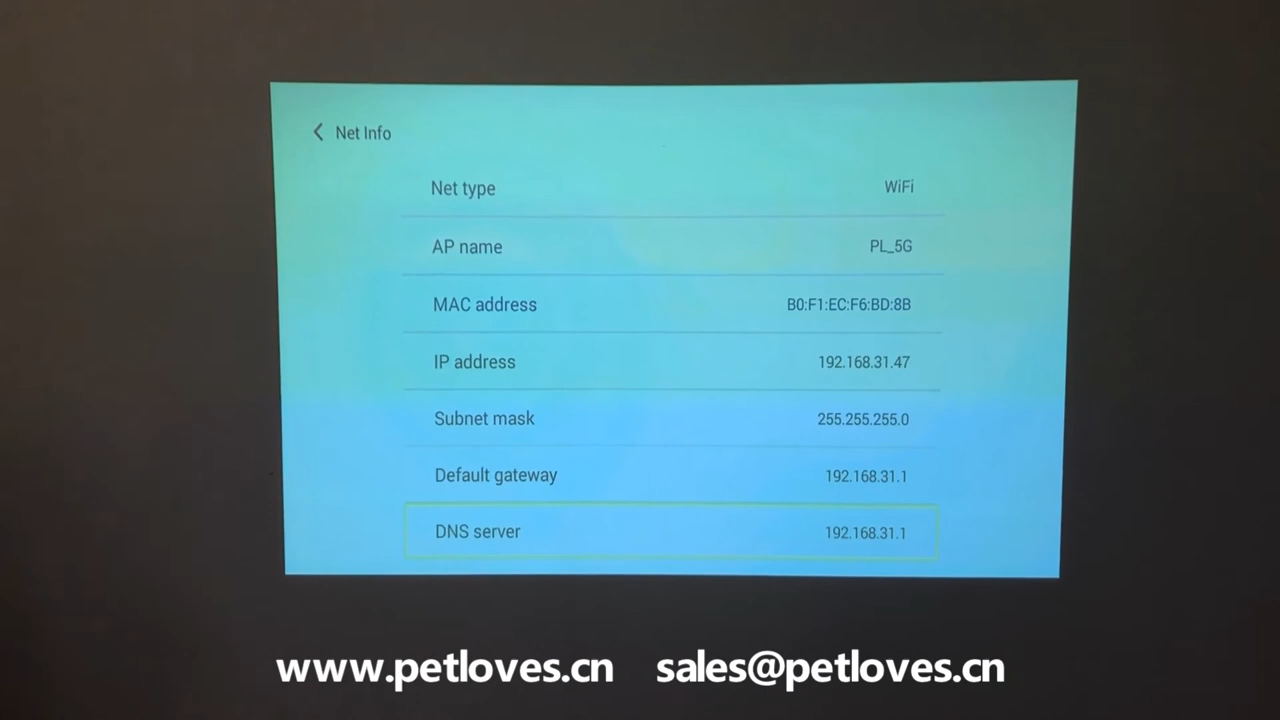 Net Info
Net type WiFi
AP name PL_5G
MAC address B0:F1:EC:F6:BD:8B
IP address 192.168.31.47
Subnet mask 255.255.255.0
Default gateway 192.168.31.1
DNS server 192.168.31.1
www.petloves.cn sales@petloves.cn